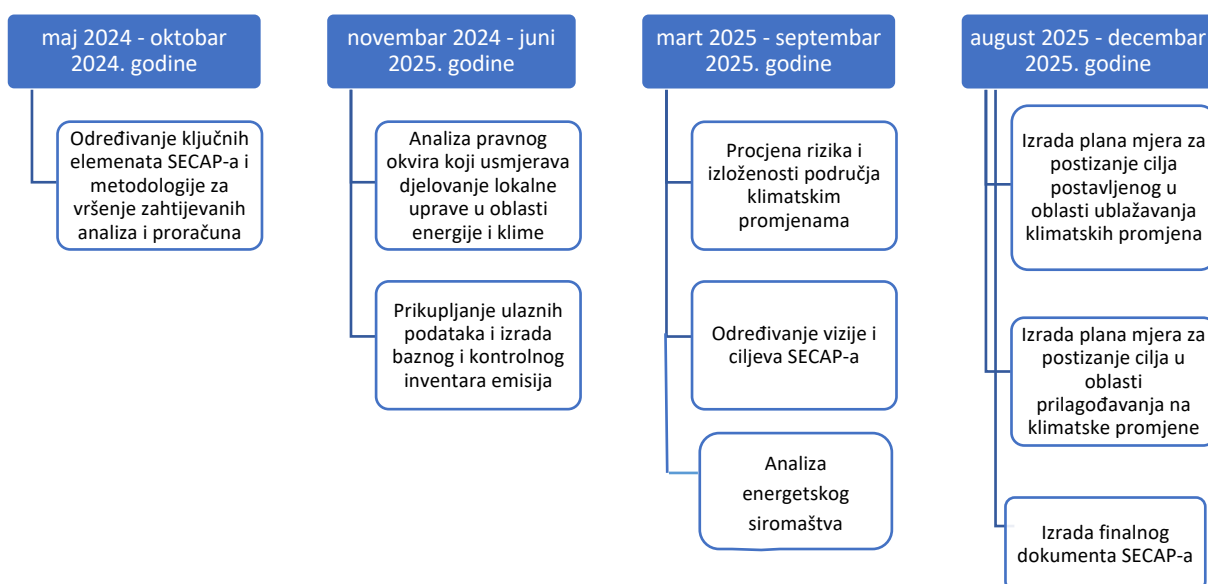 maj 2024 - oktobar
2024. godine
Određivanje ključnih
elemenata SECAP-a i
metodologije za
vršenje zahtijevanih
analiza i proračuna
novembar 2024 - juni
2025. godine
Analiza pravnog
okvira koji usmjerava
djelovanje lokalne
uprave u oblasti
energije i klime
Prikupljanje ulaznih
podataka i izrada
baznog i kontrolnog
inventara emisija
mart 2025 - septembar
2025. godine
Procjena rizika i
izloženosti područja
klimatskim
promjenama
Određivanje vizije i
ciljeva SECAP-a
Analiza
energetskog
siromaštva
august 2025 - decembar
2025. godine
Izrada plana mjera za
postizanje cilja
postavljenog u
oblasti ublažavanja
klimatskih promjena
Izrada plana mjera za
postizanje cilja u
oblasti
prilagođavanja na
klimatske promjene
Izrada finalnog
dokumenta SECAP-a